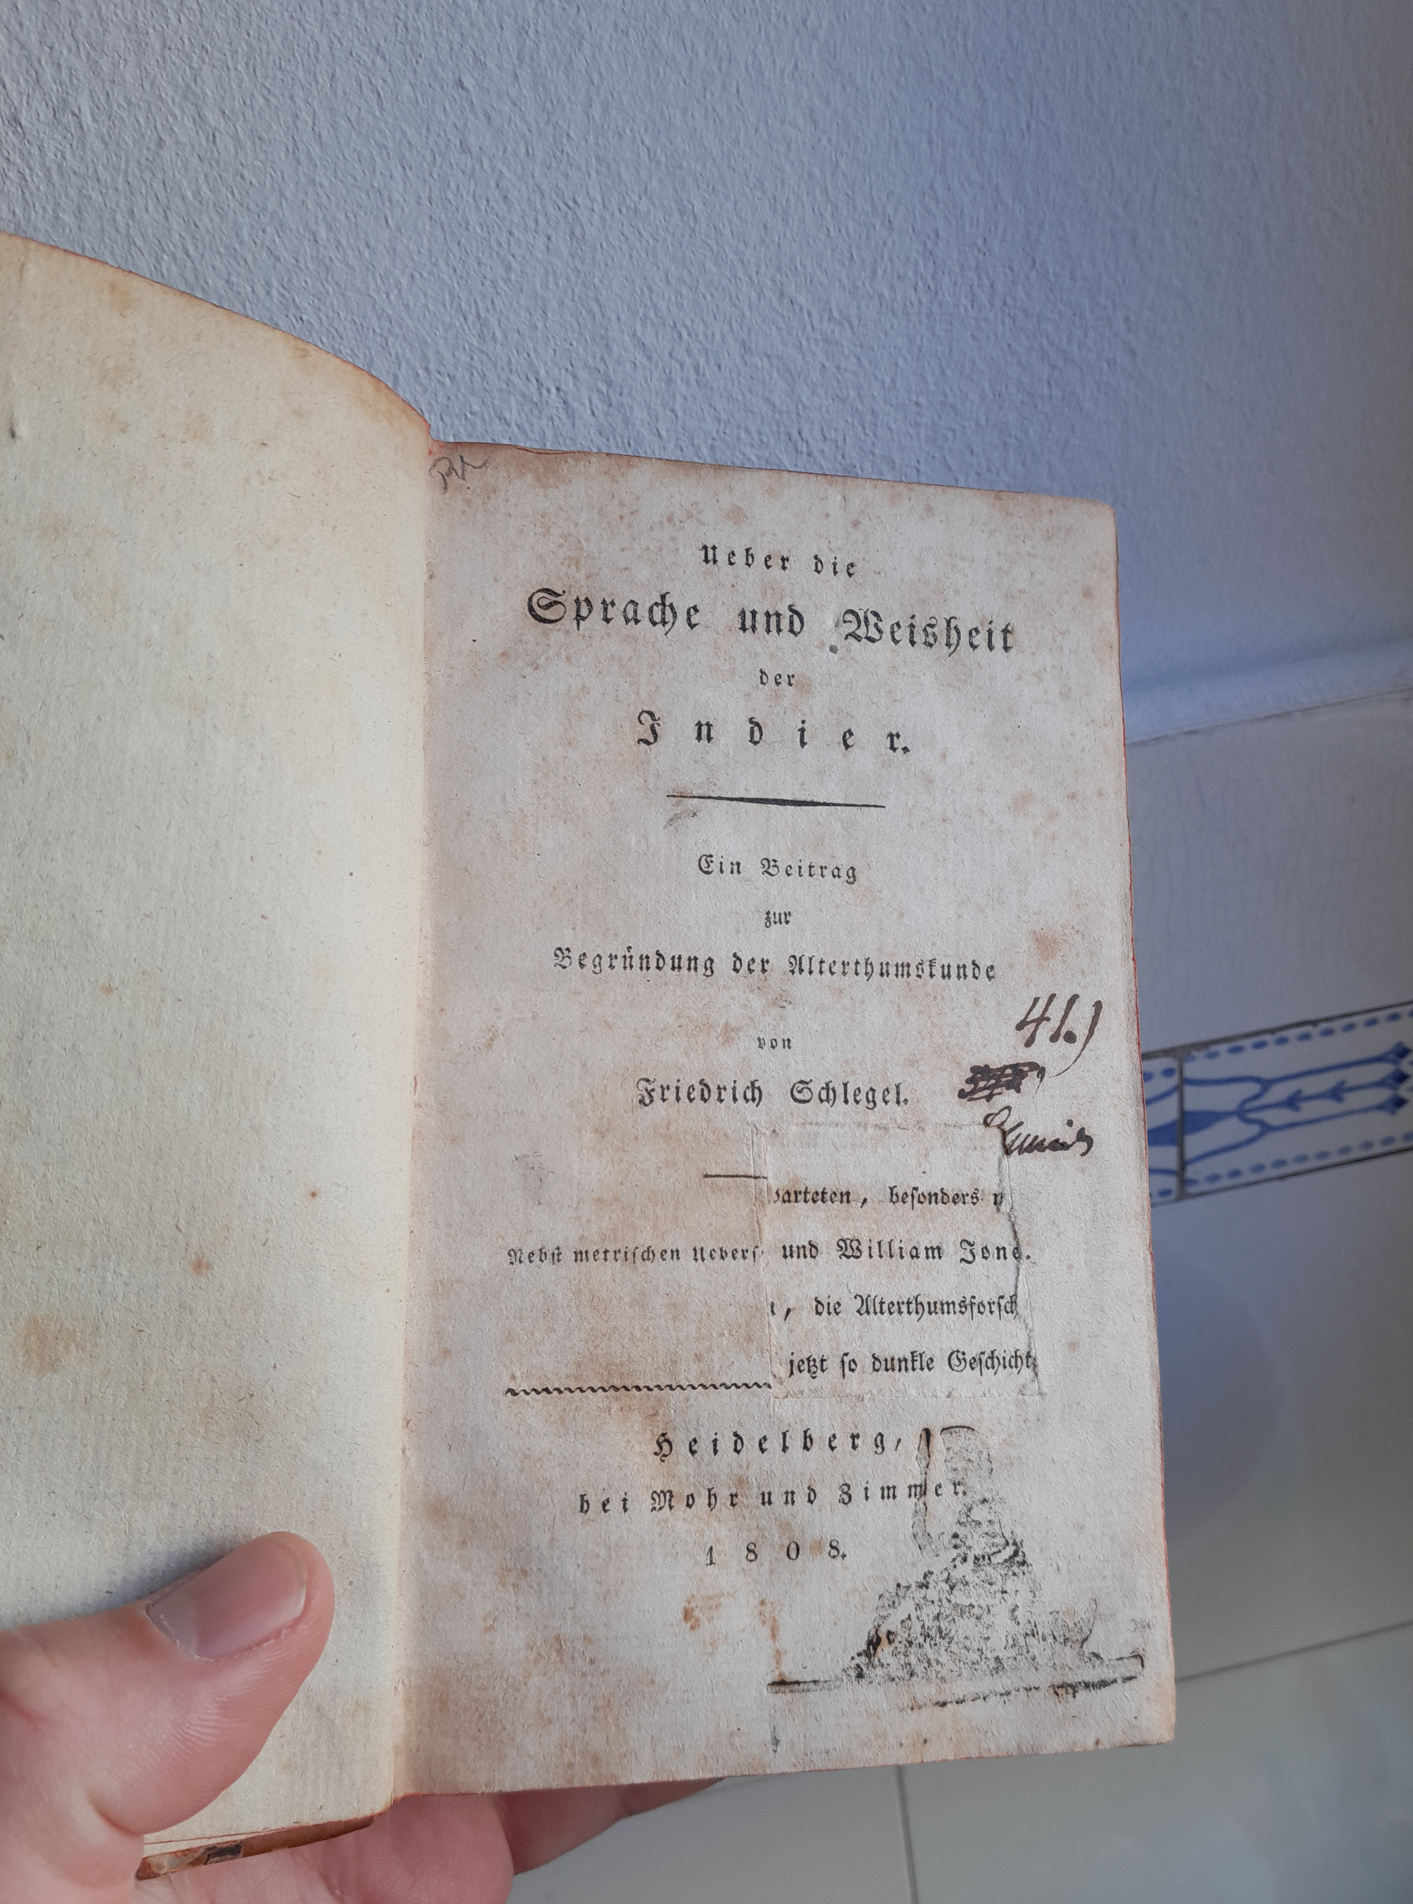 Ueber die
Sprache und Weisheit
der
Indier.
Ein Beitrag
zur
Begründung der Alterthumskunde
41.)
von
Friedrich Schlegel.
arteten, beſonders
Nebſt metriſchen Ueberſ und William Jone.
, die Alterthumsforſch
jetzt ſo dunkle Geſchicht
Heidelberg,
bei Mohr und Zimmer.
1808.